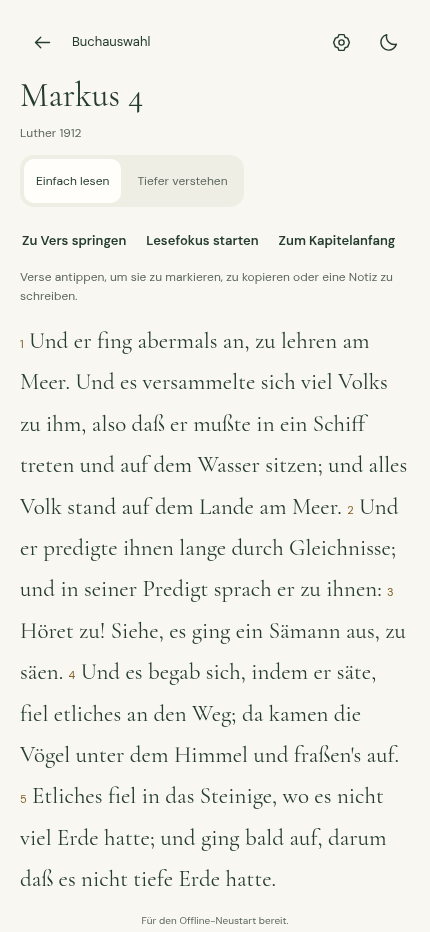 Buchauswahl
Markus 4
Luther 1912
Einfach lesen Tiefer verstehen
Zu Vers springen Lesefokus starten Zum Kapitelanfang
Verse antippen, um sie zu markieren, zu kopieren oder eine Notiz zu
schreiben.
1 Und er fing abermals an, zu lehren am
Meer. Und es versammelte sich viel Volks
zu ihm, also daß er mußte in ein Schiff
treten und auf dem Wasser sitzen; und alles
Volk stand auf dem Lande am Meer. 2 Und
er predigte ihnen lange durch Gleichnisse;
und in seiner Predigt sprach er zu ihnen: 3
Höret zu! Siehe, es ging ein Sämann aus, zu
säen. 4 Und es begab sich, indem er säte,
fiel etliches an den Weg; da kamen die
Vögel unter dem Himmel und fraßen's auf.
5 Etliches fiel in das Steinige, wo es nicht
viel Erde hatte; und ging bald auf, darum
daß es nicht tiefe Erde hatte.
Für den Offline-Neustart bereit.